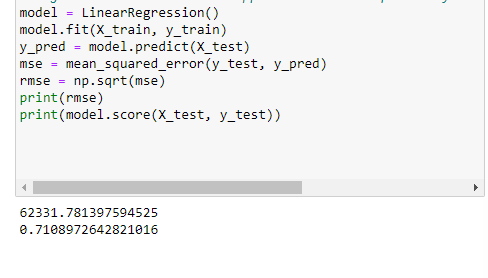 model = LinearRegression()
model.fit(X_train, y_train)
y_pred = model.predict(X_test)
mse = mean_squared_error(y_test, y_pred)
rmse = np.sqrt(mse)
print(rmse)
print(model.score(X_test, y_test))
62331.781397594525
0.7108972642821016